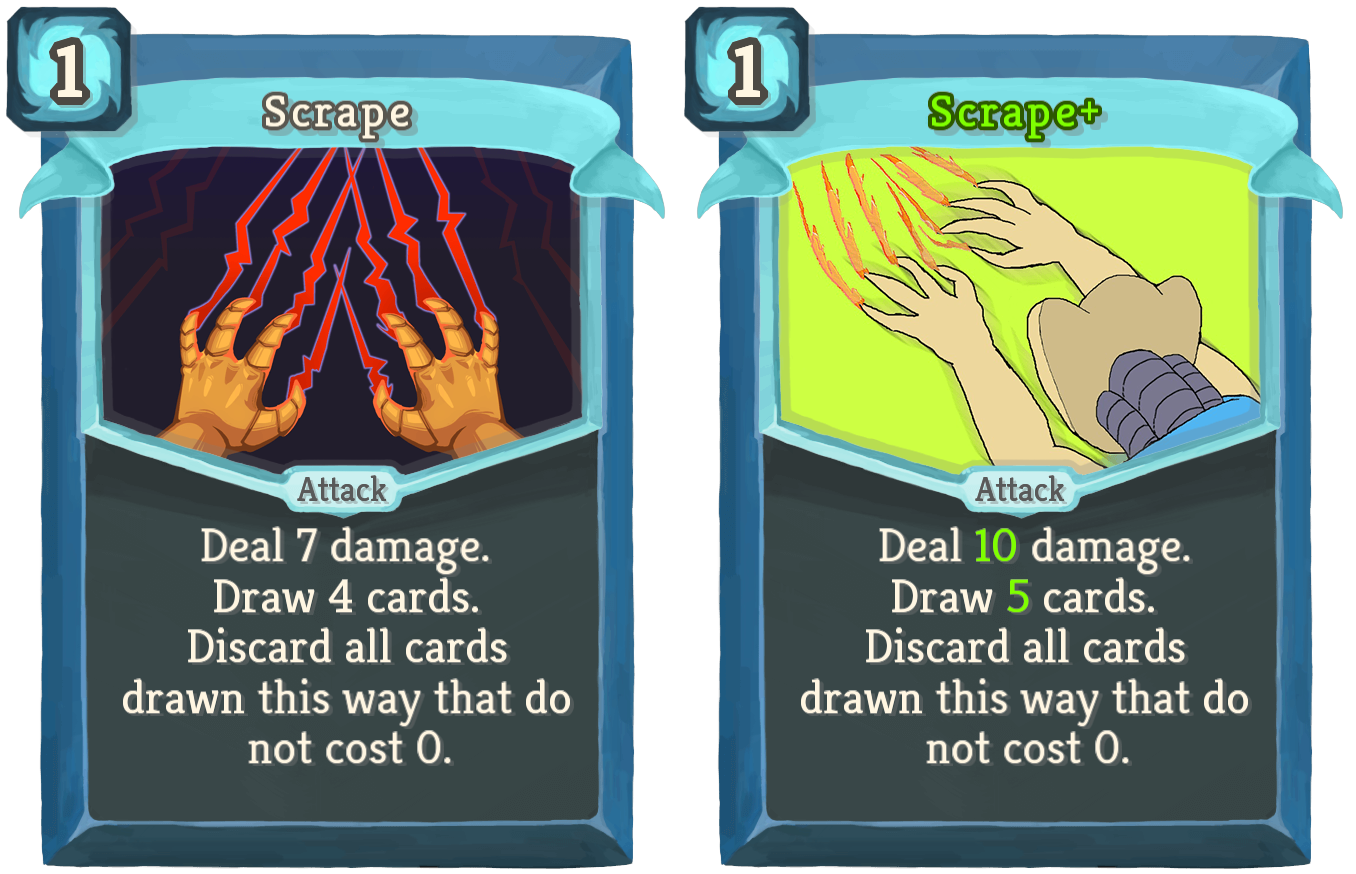 1
Scrape
Attack
Deal 7 damage.
Draw 4 cards.
Discard all cards
drawn this way that do
not cost 0.
1
Scrape+
Attack
Deal 10 damage.
Draw 5 cards.
Discard all cards
drawn this way that do
not cost 0.